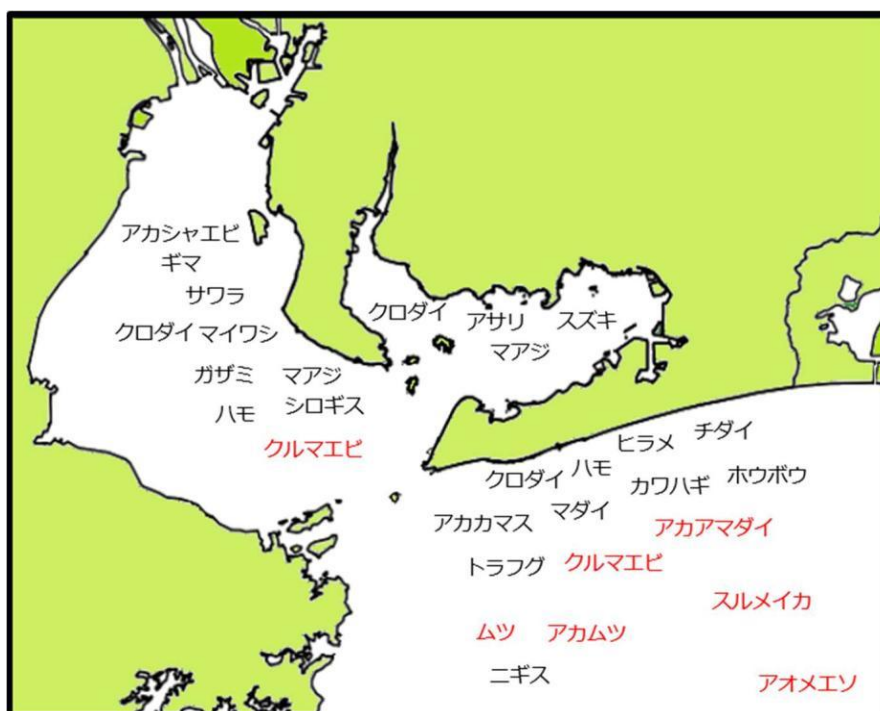 アカシャエビ
ギマ
サワラ
クロダイ マイワシ
ガザミ マアジ
ハモ シロギス
クルマエビ
クロダイ アサリ スズキ
マアジ
ヒラメ チダイ
クロダイ ハモ カワハギ ホウボウ
アカカマス マダイ アカアマダイ
トラフグ クルマエビ
スルメイカ
ムツ アカムツ
ニギス アオメエソ